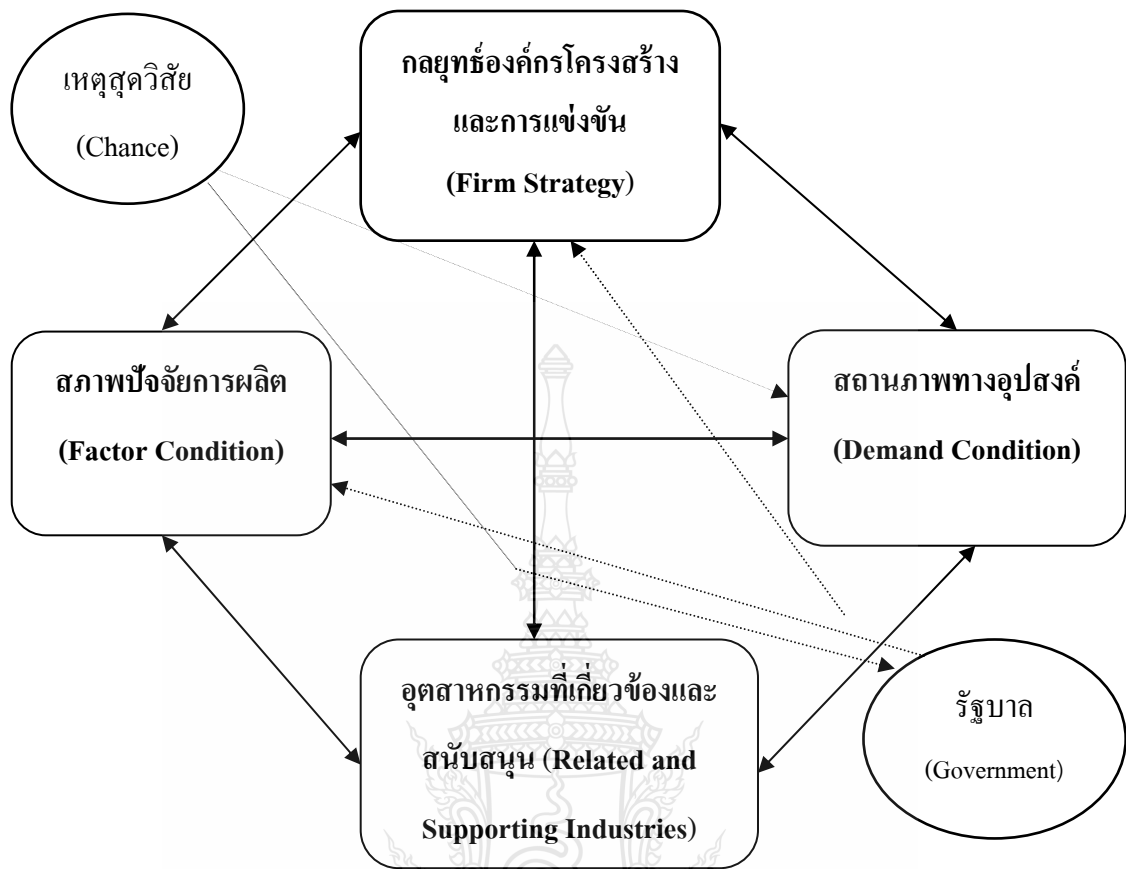 เหตุสุดวิสัย
(Chance)
กลยุทธ์องค์กรโครงสร้าง
และการแข่งขัน
(Firm Strategy)
สภาพปัจจัยการผลิต
(Factor Condition)
สถานภาพทางอุปสงค์
(Demand Condition)
อุตสาหกรรมที่เกี่ยวข้องและ
สนับสนุน (Related and
Supporting Industries)
รัฐบาล
(Government)